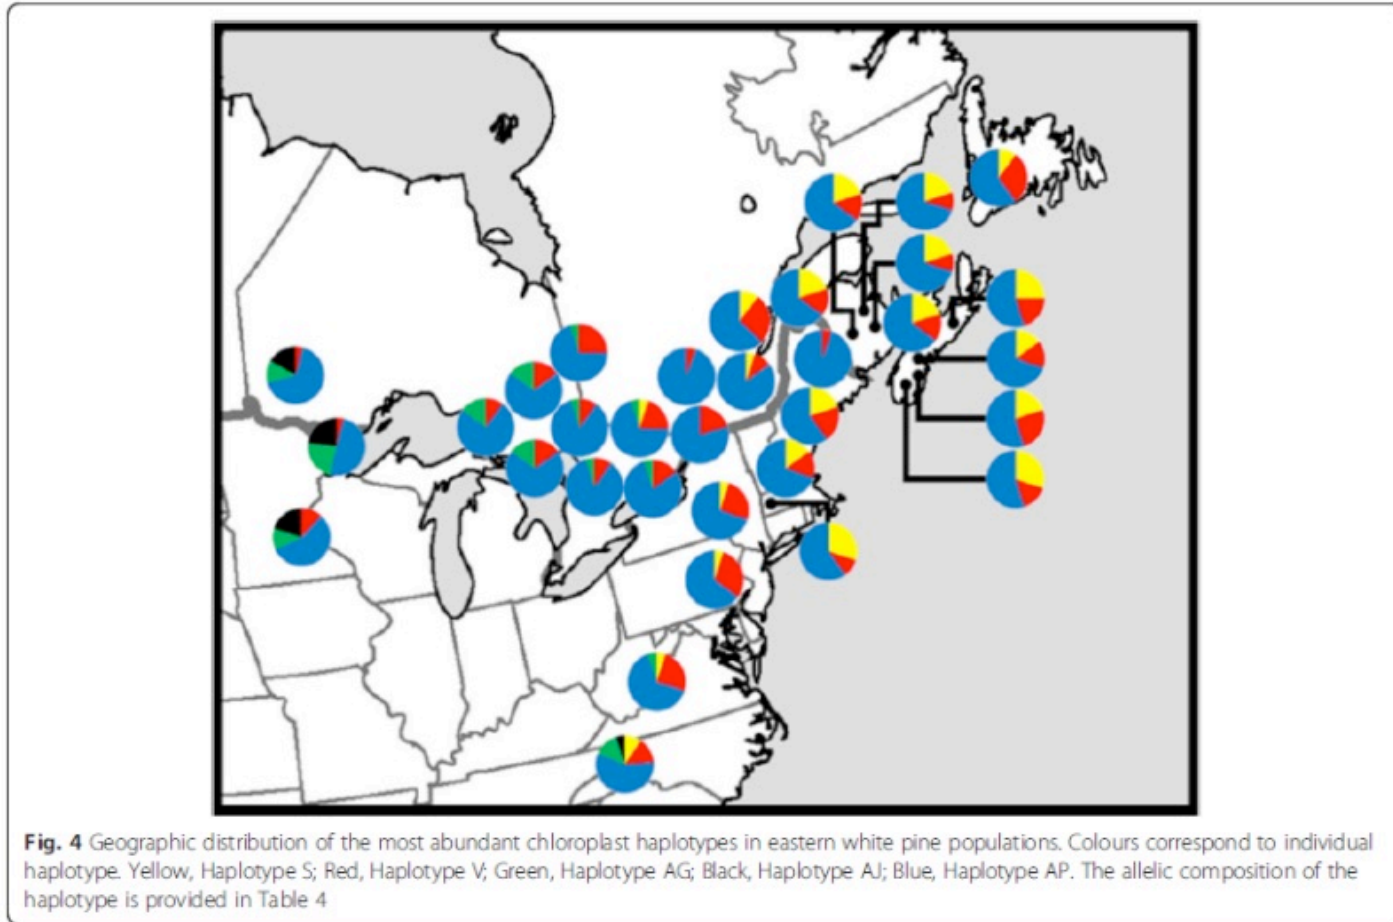 Fig. 4 Geographic distribution of the most abundant chloroplast haplotypes in eastern white pine populations. Colours correspond to individual
haplotype. Yellow, Haplotype S; Red, Haplotype V; Green, Haplotype AG; Black, Haplotype AJ; Blue, Haplotype AP. The allelic composition of the
haplotype is provided in Table 4